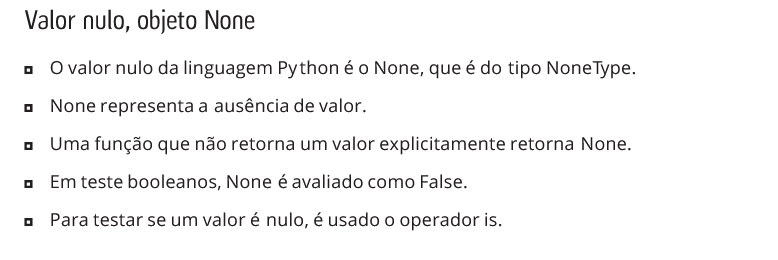 Valor nulo, objeto None
O valor nulo da linguagem Python é o None, que é do tipo NoneType.
None representa a ausência de valor.
Uma função que não retorna um valor explicitamente retorna None.
Em teste booleanos, None é avaliado como False.
Para testar se um valor é nulo, é usado o operador is.